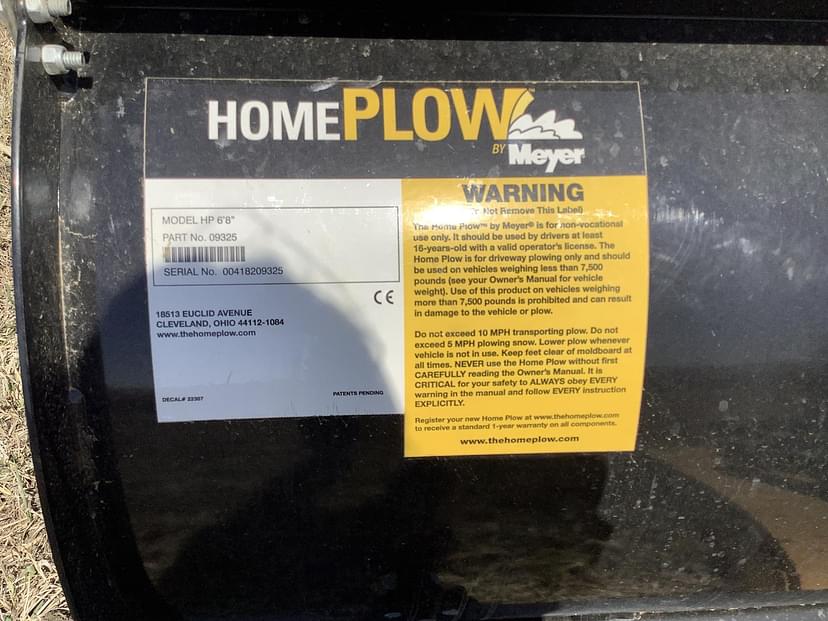 HOMEPLOW™
BY Meyer
MODEL HP 6'8"
PART No. 09325
SERIAL No. 00418209325
CE
18513 EUCLID AVENUE
CLEVELAND, OHIO 44112-1084
www.thehomeplow.com
DECAL# 22307
PATENTS PENDING
WARNING
Not Remove This Label)
The Home Plow™ by Meyer® is for non-vocational
use only. It should be used by drivers at least
16-years-old with a valid operator's license. The
Home Plow is for driveway plowing only and should
be used on vehicles weighing less than 7,500
pounds (see your Owner's Manual for vehicle
weight). Use of this product on vehicles weighing
more than 7,500 pounds is prohibited and can result
in damage to the vehicle or plow.
Do not exceed 10 MPH transporting plow. Do not
exceed 5 MPH plowing snow. Lower plow whenever
vehicle is not in use. Keep feet clear of moldboard at
all times. NEVER use the Home Plow without first
CAREFULLY reading the Owner's Manual. It is
CRITICAL for your safety to ALWAYS obey EVERY
warning in the manual and follow EVERY instruction
EXPLICITLY.
Register your new Home Plow at www.thehomeplow.com
to receive a standard 1-year warranty on all components.
www.thehomeplow.com